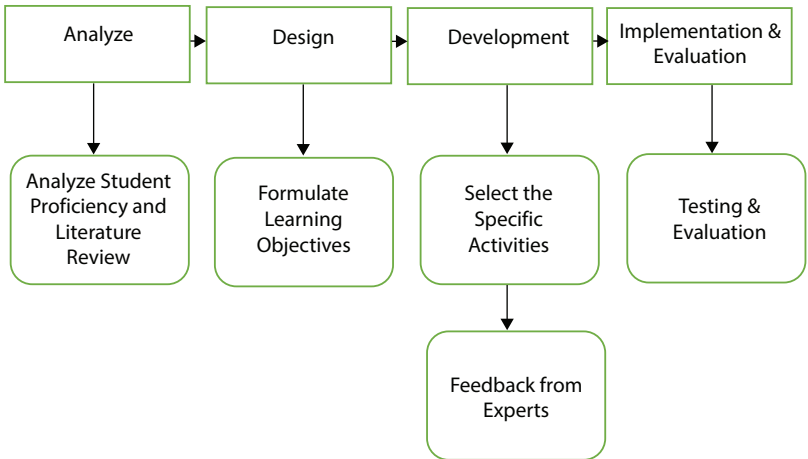 Analyze
Design
Development
Implementation &
Evaluation
Analyze Student
Proficiency and
Literature
Review
Formulate
Learning
Objectives
Select the
Specific
Activities
Testing &
Evaluation
Feedback from
Experts